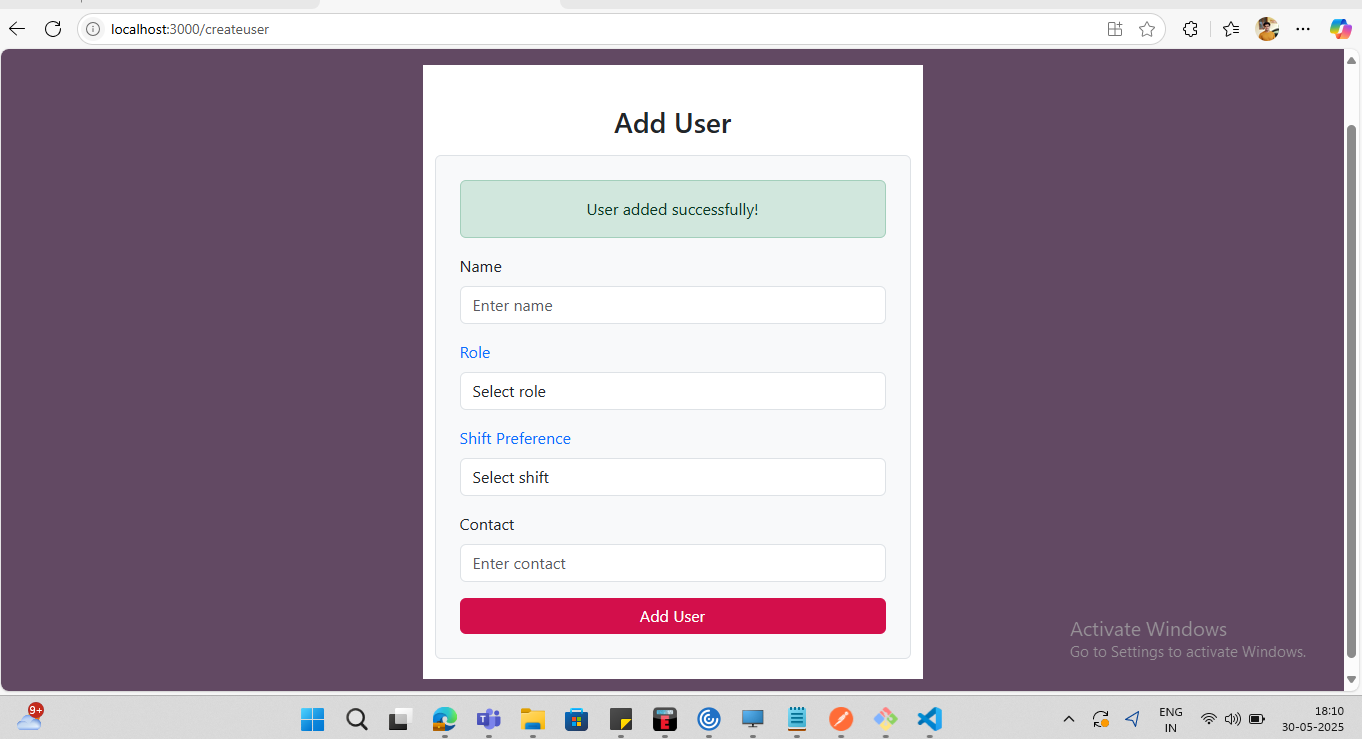 localhost:3000/createuser
Add User
User added successfully!
Name
Enter name
Role
Select role
Shift Preference
Select shift
Contact
Enter contact
Add User
Activate Windows
Go to Settings to activate Windows.
9+
T
E
ENG
IN
18:10
30-05-2025